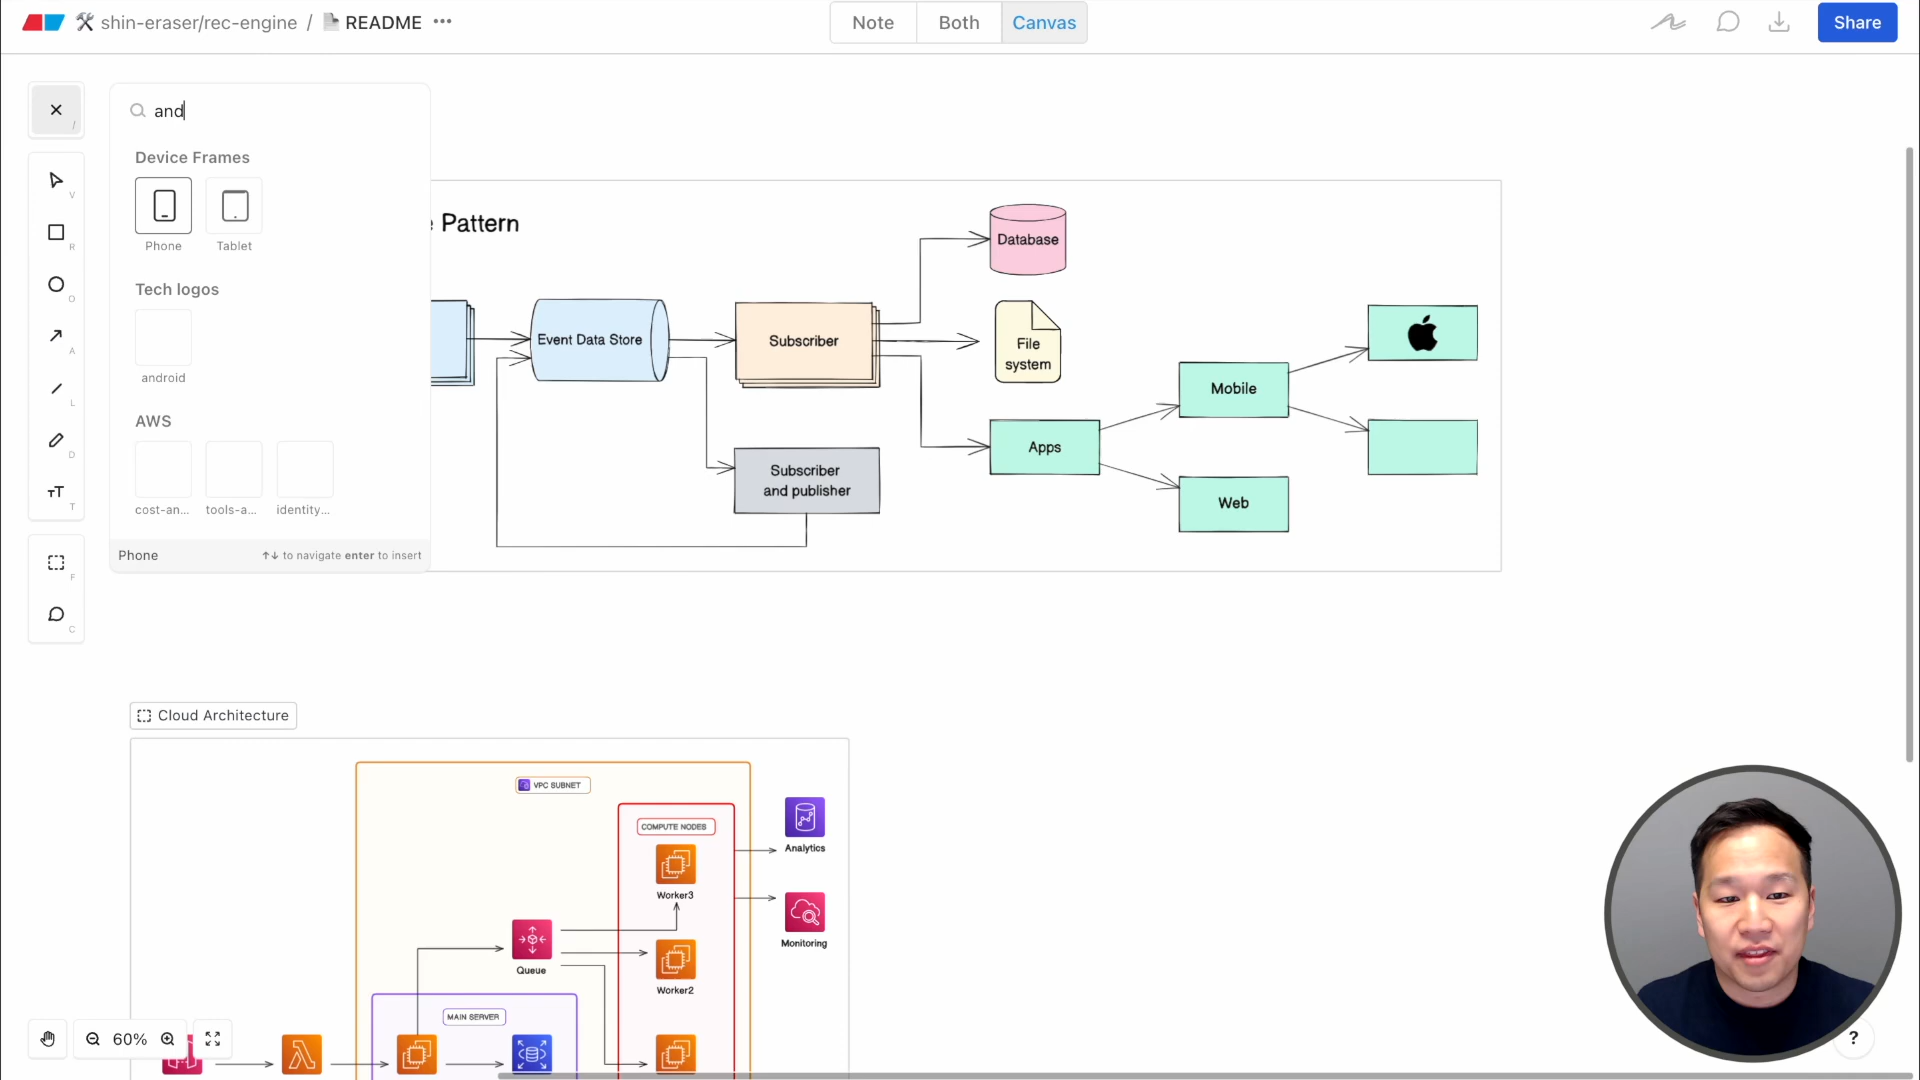 shin-eraser/rec-engine / README •••
Note
Both
Canvas
Share
and
/
Device Frames
Phone
Tablet
Tech logos
android
AWS
cost-an...
tools-a...
identity...
Phone
↑↓ to navigate enter to insert
V
R
O
A
L
D
T
T
F
C
Pattern
Event Data Store
Subscriber
Database
File
system
Subscriber
and publisher
Apps
Mobile
Web
Cloud Architecture
VPC SUBNET
COMPUTE NODES
Worker3
Analytics
Monitoring
Queue
Worker2
MAIN SERVER
60%
?